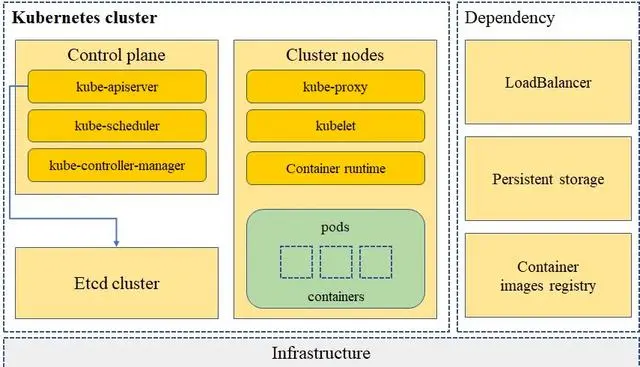 Kubernetes cluster
Control plane
kube-apiserver
kube-scheduler
kube-controller-manager
Etcd cluster
Cluster nodes
kube-proxy
kubelet
Container runtime
pods
containers
Dependency
LoadBalancer
Persistent storage
Container
images registry
Infrastructure